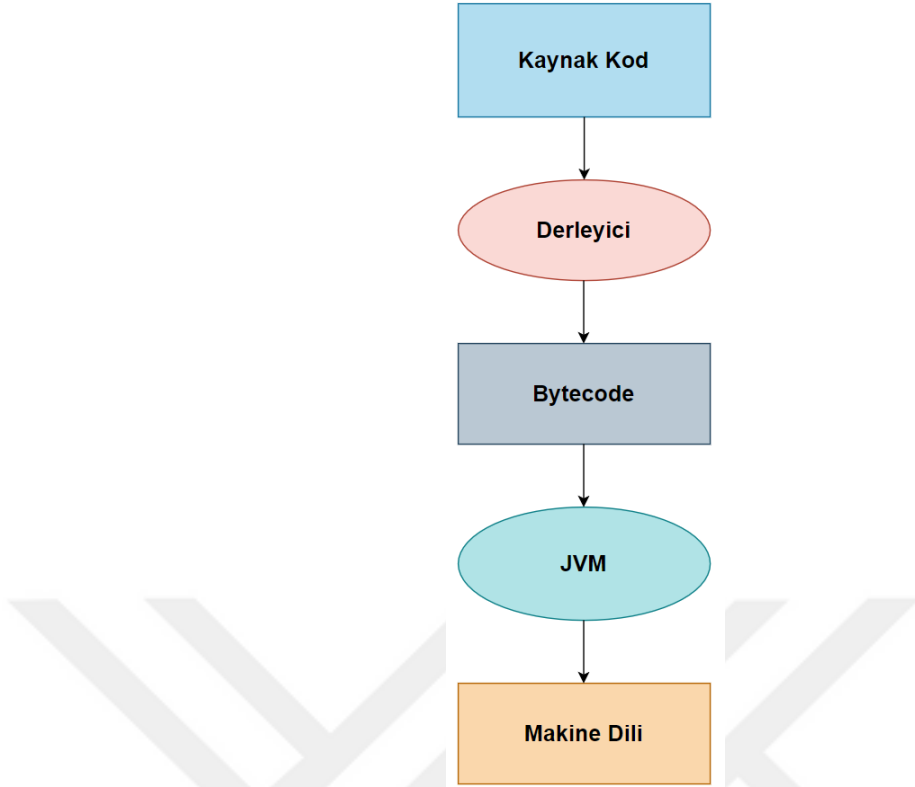 Kaynak Kod
Derleyici
Bytecode
JVM
Makine Dili